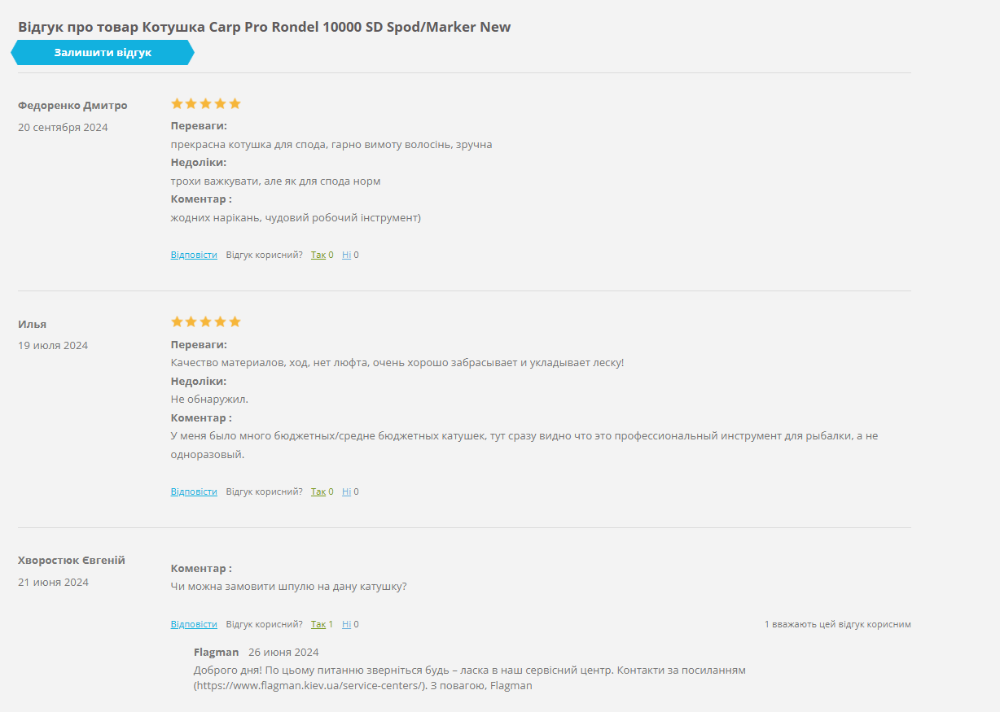 Відгук про товар Котушка Carp Pro Rondel 10000 SD Spod/Marker New
Залишити відгук
Федоренко Дмитро
20 сентября 2024
Переваги:
прекрасна котушка для спода, гарно вимоту волосінь, зручна
Недоліки:
трохи важкувати, але як для спода норм
Коментар :
жодних нарікань, чудовий робочий інструмент)
Відповісти Відгук корисний? Так 0 Ні 0
Илья
19 июля 2024
Переваги:
Качество материалов, ход, нет люфта, очень хорошо забрасывает и укладывает леску!
Недоліки:
Не обнаружил.
Коментар :
У меня было много бюджетных/средне бюджетных катушек, тут сразу видно что это профессиональный инструмент для рыбалки, а не
одноразовый.
Відповісти Відгук корисний? Так 0 Ні 0
Хворостюк Євгеній
21 июня 2024
Коментар :
Чи можна замовити шпулю на дану катушку?
Відповісти Відгук корисний? Так 1 Ні 0 1 вважають цей відгук корисним
Flagman 26 июня 2024
Доброго дня! По цьому питанню зверніться будь – ласка в наш сервісний центр. Контакти за посиланням
(https://www.flagman.kiev.ua/service-centers/). З повагою, Flagman